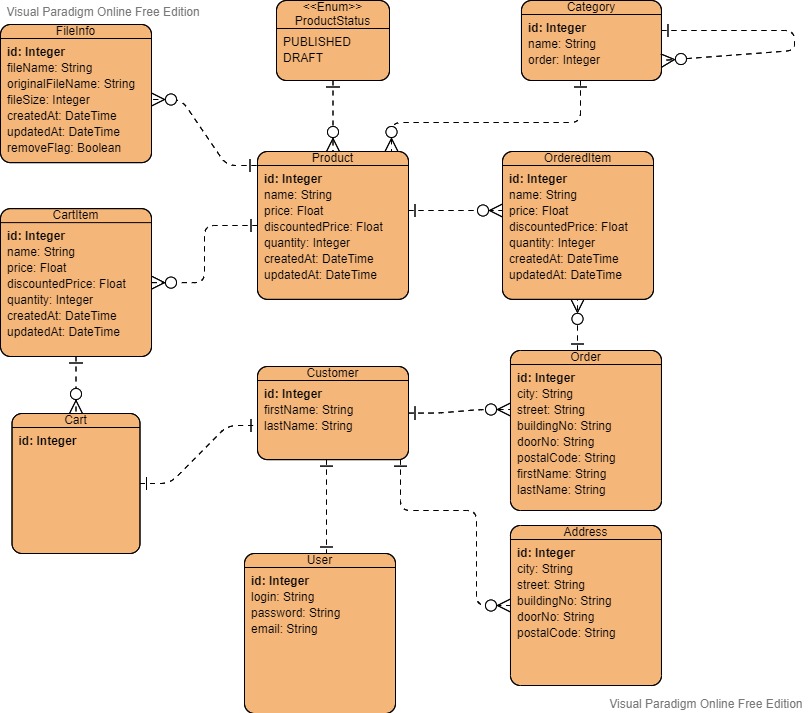 Visual Paradigm Online Free Edition
FileInfo
id: Integer
fileName: String
originalFileName: String
fileSize: Integer
createdAt: DateTime
updatedAt: DateTime
removeFlag: Boolean
<<Enum>>
ProductStatus
PUBLISHED
DRAFT
Category
id: Integer
name: String
order: Integer
CartItem
id: Integer
name: String
price: Float
discountedPrice: Float
quantity: Integer
createdAt: DateTime
updatedAt: DateTime
Product
id: Integer
name: String
price: Float
discountedPrice: Float
quantity: Integer
createdAt: DateTime
updatedAt: DateTime
OrderedItem
id: Integer
name: String
price: Float
discountedPrice: Float
quantity: Integer
createdAt: DateTime
updatedAt: DateTime
Cart
id: Integer
Customer
id: Integer
firstName: String
lastName: String
Order
id: Integer
city: String
street: String
buildingNo: String
doorNo: String
postalCode: String
firstName: String
lastName: String
User
id: Integer
login: String
password: String
email: String
Address
id: Integer
city: String
street: String
buildingNo: String
doorNo: String
postalCode: String
Visual Paradigm Online Free Edition